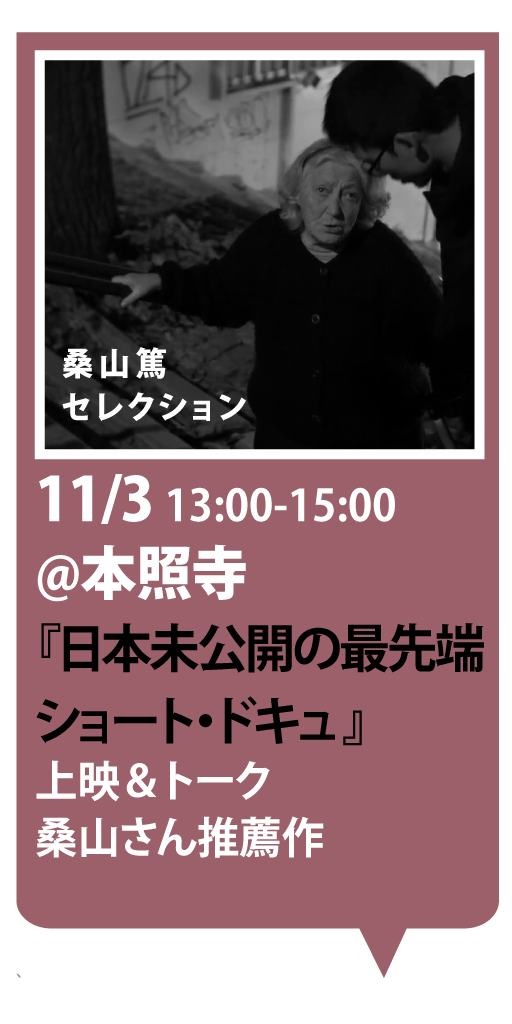 桑山篤
セレクション
11/3 13:00-15:00
@本照寺
『日本未公開の最先端
ショート・ドキュ』
上映&トーク
桑山さん推薦作
、